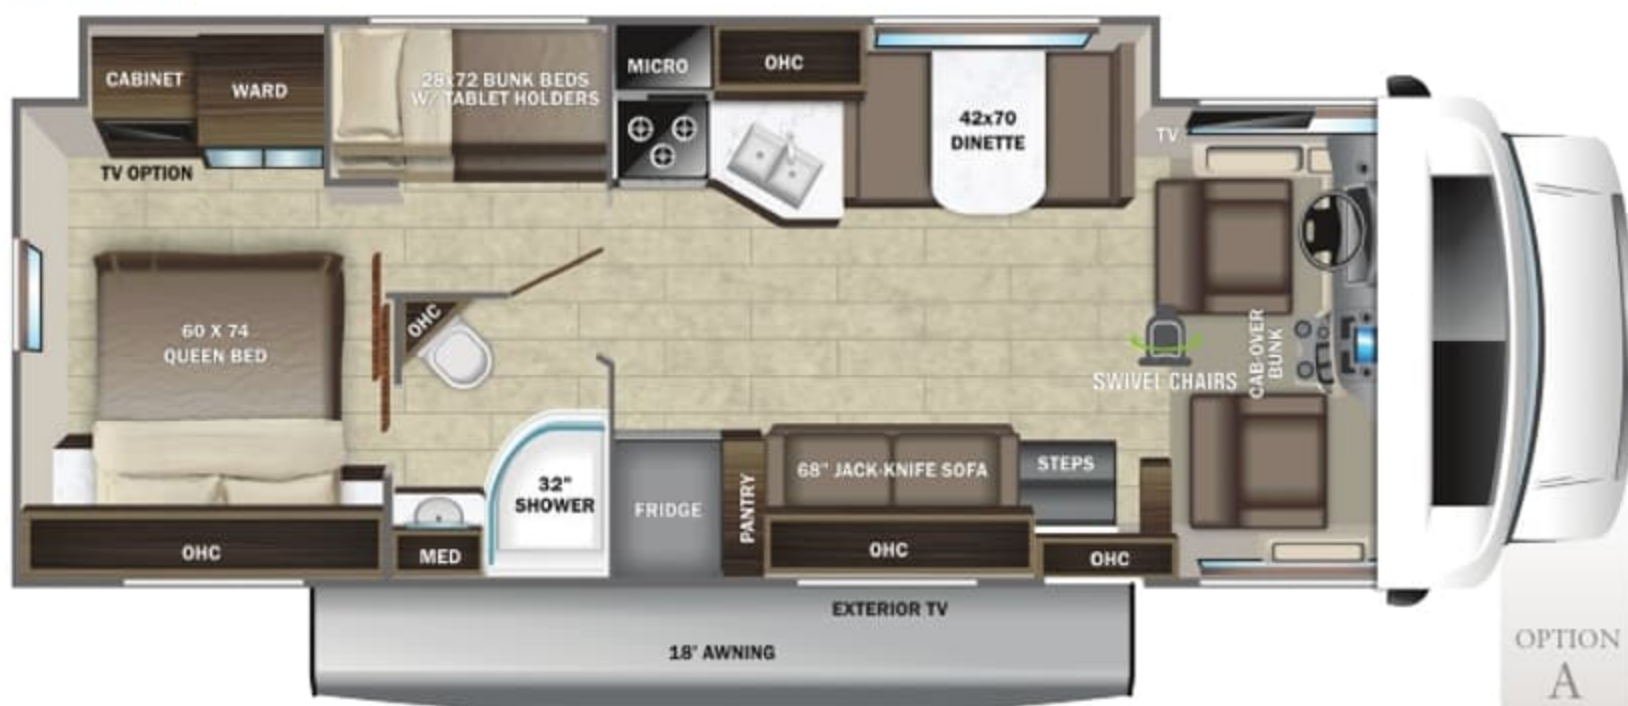 CABINET
WARD
TV OPTION
28x72 BUNK BEDS
W/ TABLET HOLDERS
MICRO
OHC
42x70
DINETTE
TV
60 X 74
QUEEN BED
OHC
SWIVEL CHAIRS
CAB-OVER
BUNK
32"
SHOWER
FRIDGE
PANTRY
68" JACK-KNIFE SOFA
STEPS
OHC
MED
OHC
OHC
EXTERIOR TV
18' AWNING
OPTION
A